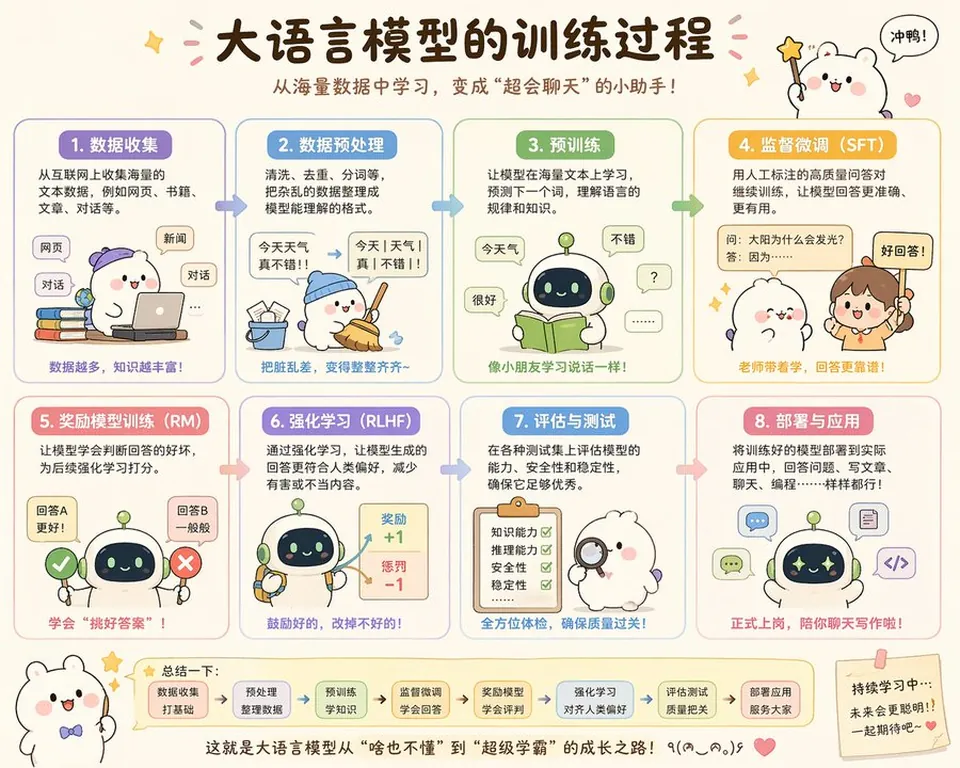 大语言模型的训练过程
从海量数据中学习，变成“超会聊天”的小助手！
冲鸭！
1. 数据收集
从互联网上收集海量的
文本数据，例如网页、书籍、
文章、对话等。
网页
新闻
对话
对话
……
数据越多，知识越丰富！
2. 数据预处理
清洗、去重、分词等，
把杂乱的数据整理成
模型能理解的格式。
今天天气
真不错！！
今天 | 天气 |
真 | 不错 | ！
把脏乱差，变得整整齐齐~
3. 预训练
让模型在海量文本上学习，
预测下一个词，理解语言的
规律和知识。
今天气
不错
很好
？
……
像小朋友学习说话一样！
4. 监督微调（SFT）
用人工标注的高质量问答对
继续训练，让模型回答更准确、
更有用。
问：大阳为什么会发光？
答：因为……
好回答！
老师带着学，回答更靠谱！
5. 奖励模型训练（RM）
让模型学会判断回答的好坏，
为后续强化学习打分。
回答A
更好！
回答B
一般般
学会“挑好答案”！
6. 强化学习（RLHF）
通过强化学习，让模型生成的
回答更符合人类偏好，减少
有害或不当内容。
奖励
+1
惩罚
-1
鼓励好的，改掉不好的！
7. 评估与测试
在各种测试集上评估模型的
能力、安全性和稳定性，
确保它足够优秀。
知识能力
推理能力
安全性
稳定性
……
全方位体检，确保质量过关！
8. 部署与应用
将训练好的模型部署到实际
应用中，回答问题、写文章、
聊天、编程……样样都行！
</>
正式上岗，陪你聊天写作啦！
总结一下：
数据收集
打基础
预处理
整理数据
预训练
学知识
监督微调
学会回答
奖励模型
学会评判
强化学习
对齐人类偏好
评估测试
质量把关
部署应用
服务大家
这就是大语言模型从“啥也不懂”到“超级学霸”的成长之路！
持续学习中…
未来会更聪明！
一起期待吧~